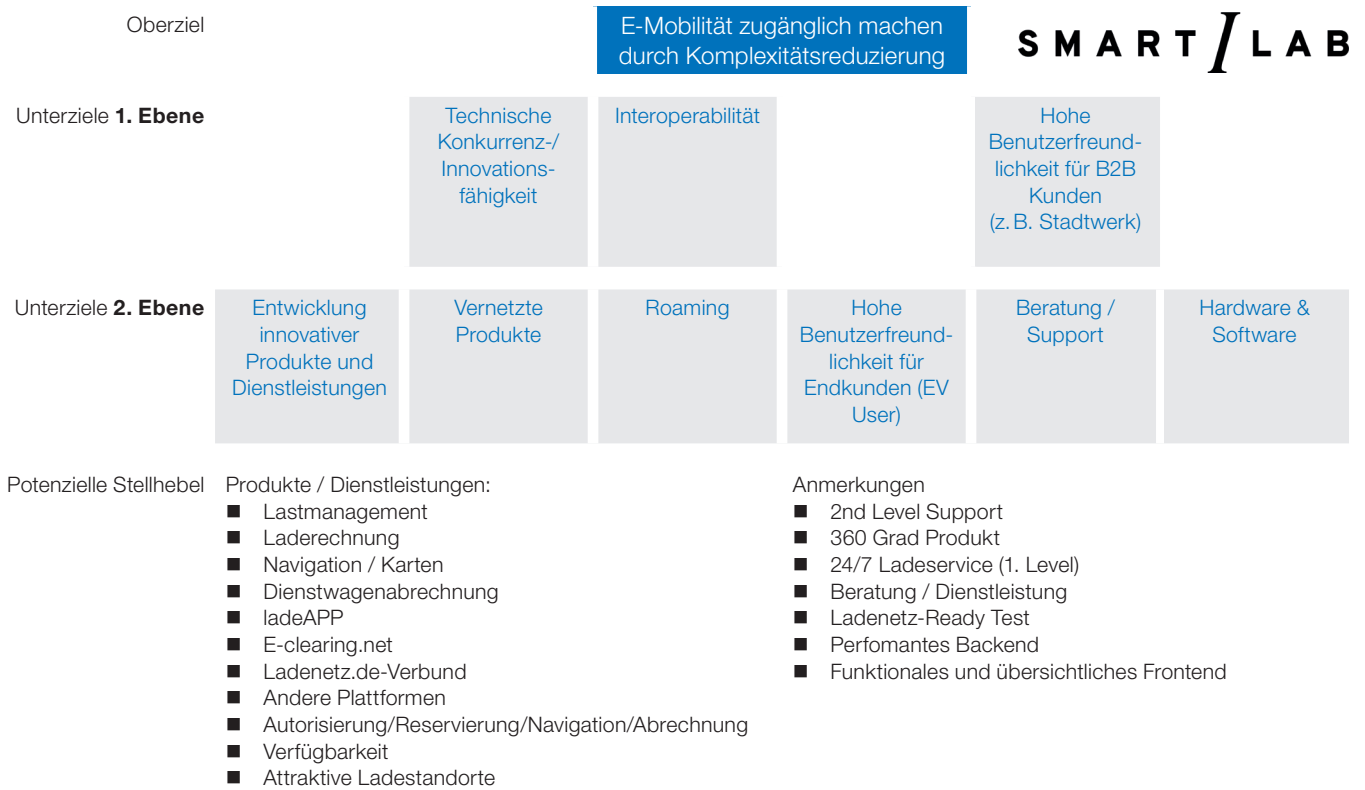 Oberziel
E-Mobilität zugänglich machen
durch Komplexitätsreduzierung
SMART/LAB
Unterziele 1. Ebene
Technische
Konkurrenz-/
Innovations-
fähigkeit
Interoperabilität
Hohe
Benutzerfreund-
lichkeit für B2B
Kunden
(z. B. Stadtwerk)
Unterziele 2. Ebene
Entwicklung
innovativer
Produkte und
Dienstleistungen
Vernetzte
Produkte
Roaming
Hohe
Benutzerfreund-
lichkeit für
Endkunden (EV
User)
Beratung /
Support
Hardware &
Software
Potenzielle Stellhebel
Produkte / Dienstleistungen:
Lastmanagement
Laderechnung
Navigation / Karten
Dienstwagenabrechnung
ladeAPP
E-clearing.net
Ladenetz.de-Verbund
Andere Plattformen
Autorisierung/Reservierung/Navigation/Abrechnung
Verfügbarkeit
Attraktive Ladestandorte
Anmerkungen
2nd Level Support
360 Grad Produkt
24/7 Ladeservice (1. Level)
Beratung / Dienstleistung
Ladenetz-Ready Test
Perfomantes Backend
Funktionales und übersichtliches Frontend